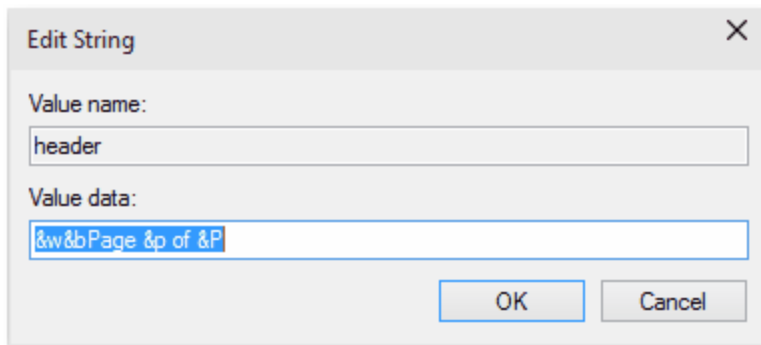 Edit String
Value name:
header
Value data:
&w&bPage &p of &P
OK Cancel